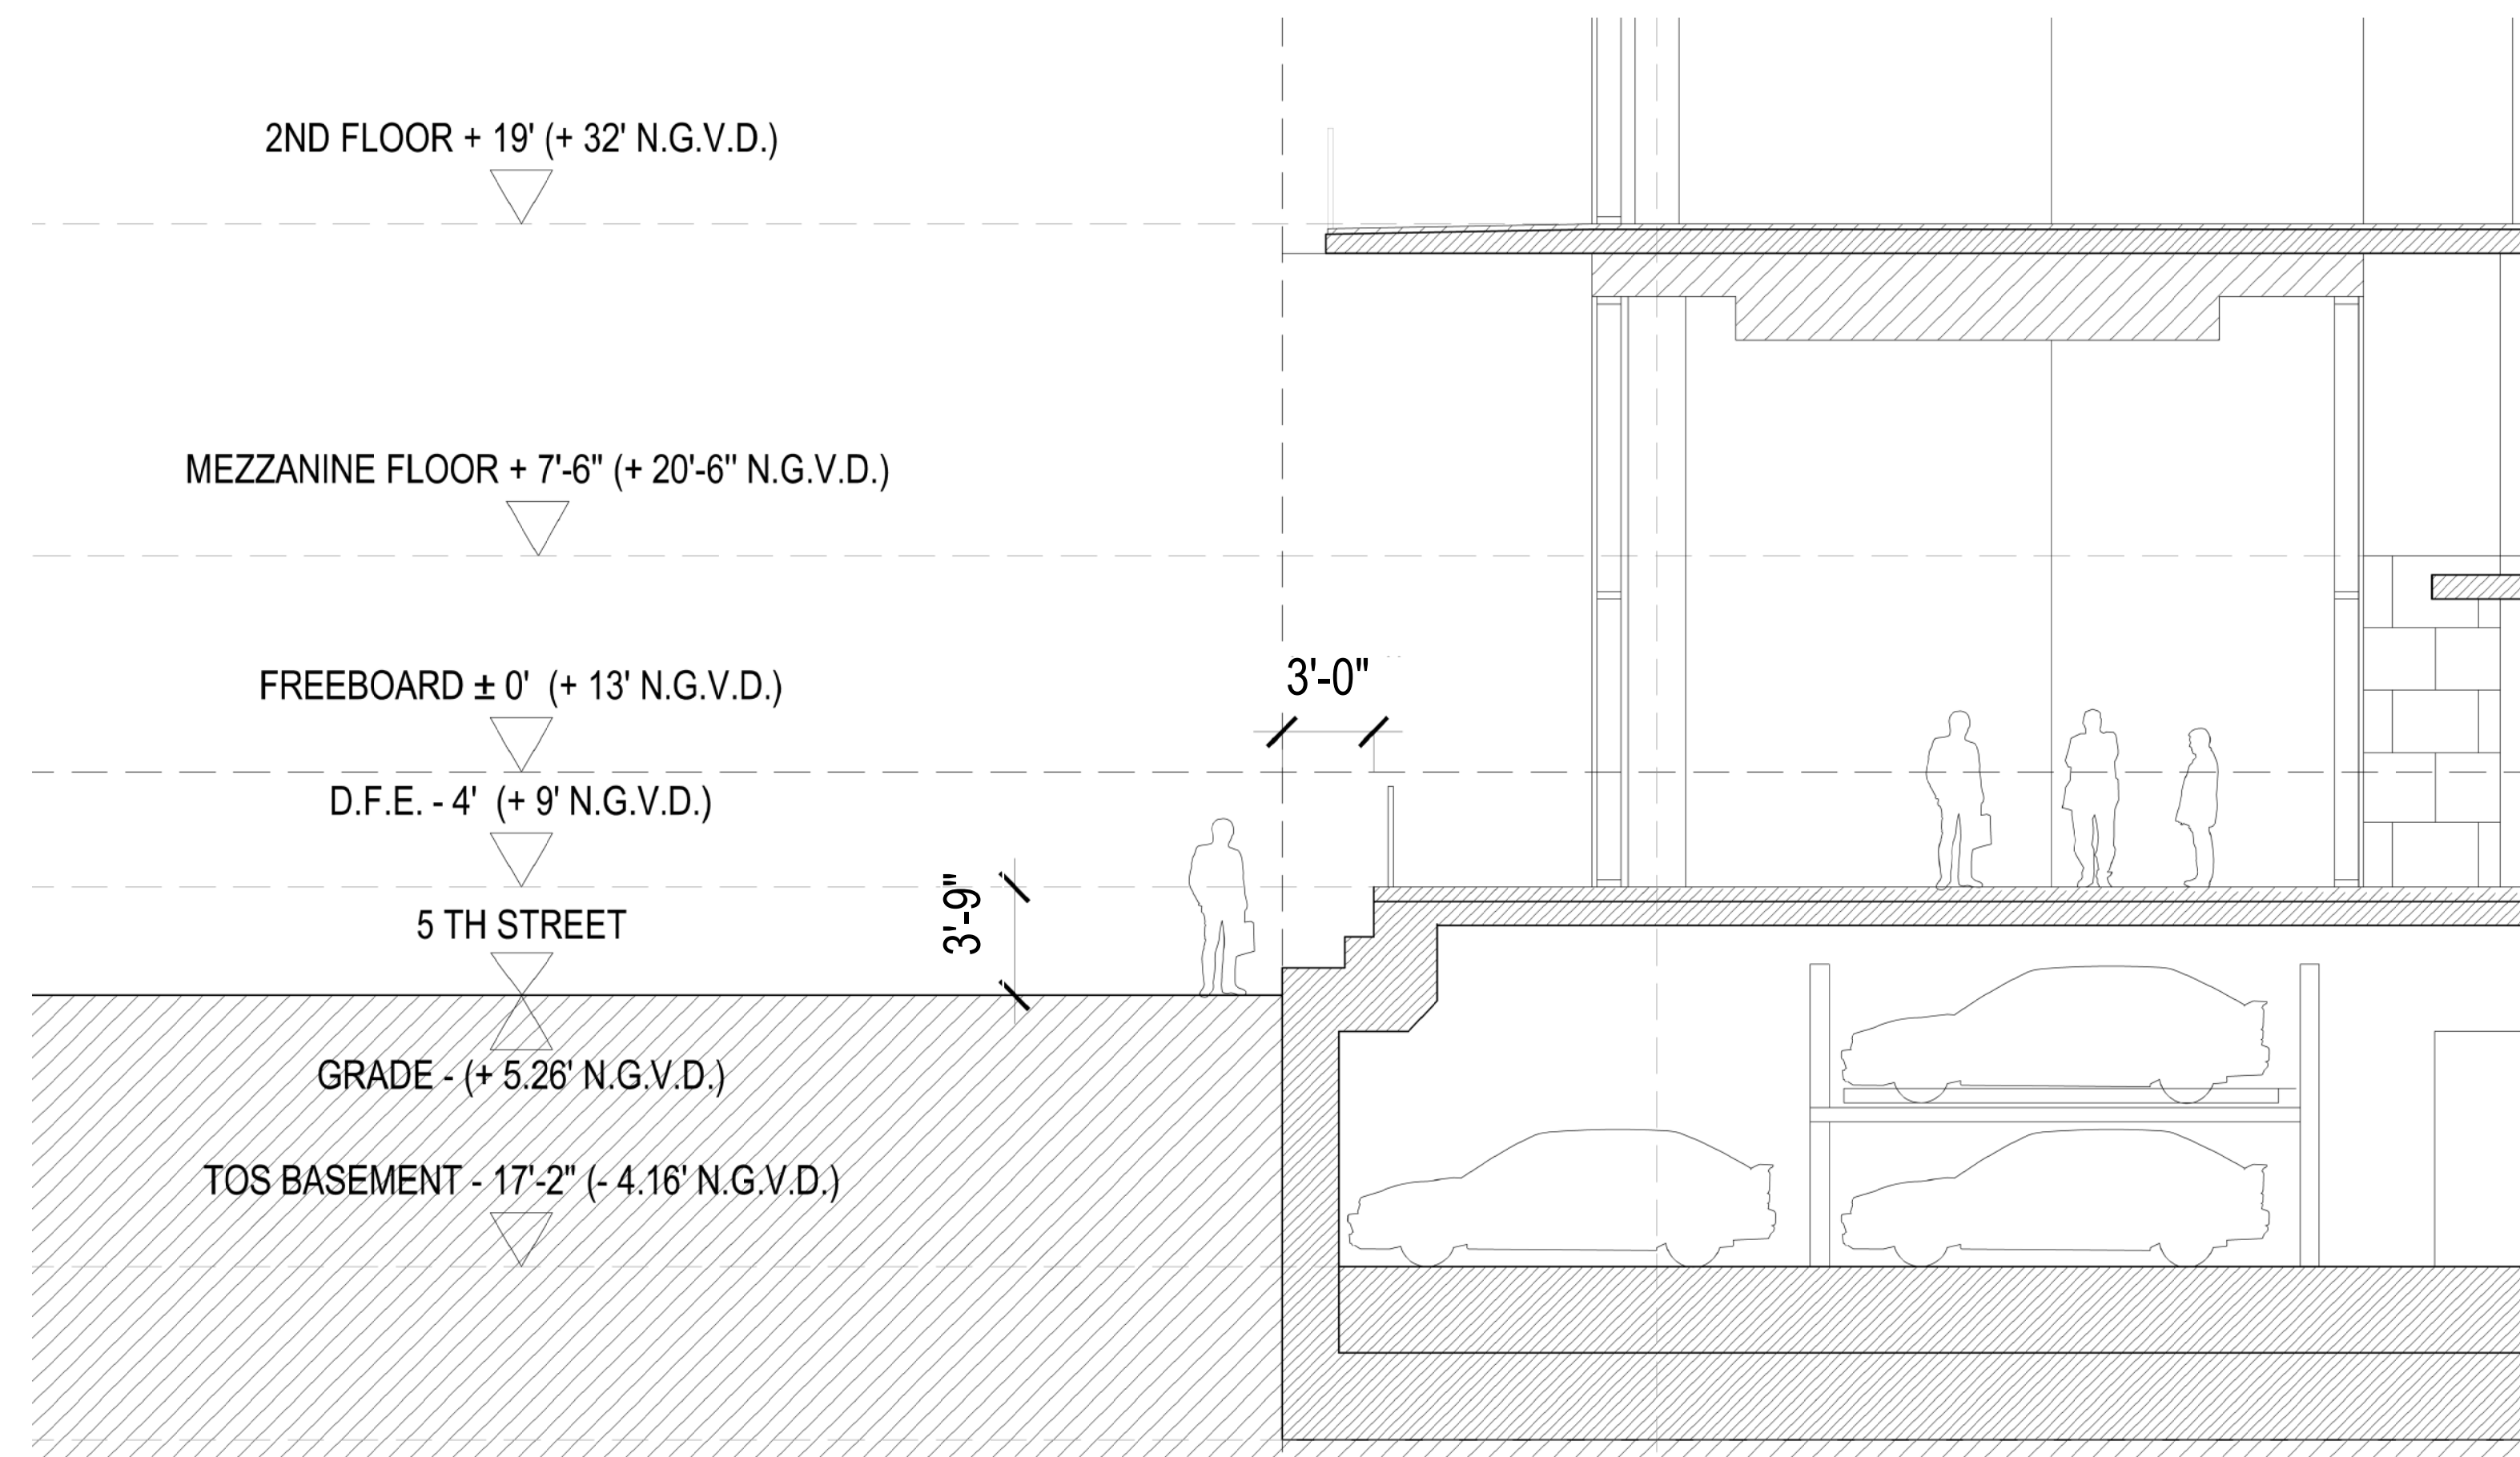 2ND FLOOR + 19' (+ 32' N.G.V.D.)
MEZZANINE FLOOR + 7'-6" (+ 20'-6" N.G.V.D.)
FREEBOARD ± 0' (+ 13' N.G.V.D.)
3'-0"
D.F.E. - 4' (+ 9' N.G.V.D.)
3'-9"
5 TH STREET
GRADE - (+ 5.26' N.G.V.D.)
TOS BASEMENT - 17'-2" (- 4.16' N.G.V.D.)